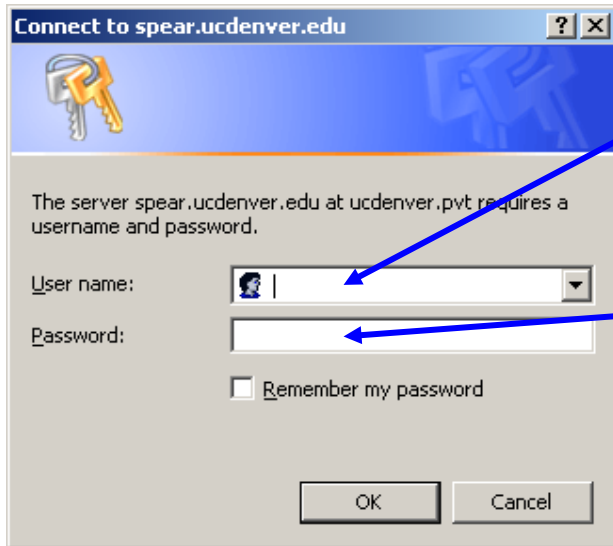 Connect to spear.ucdenver.edu
The server spear.ucdenver.edu at ucdenver.pvt requires a
username and password.
User name:
Password:
Remember my password
OK
Cancel